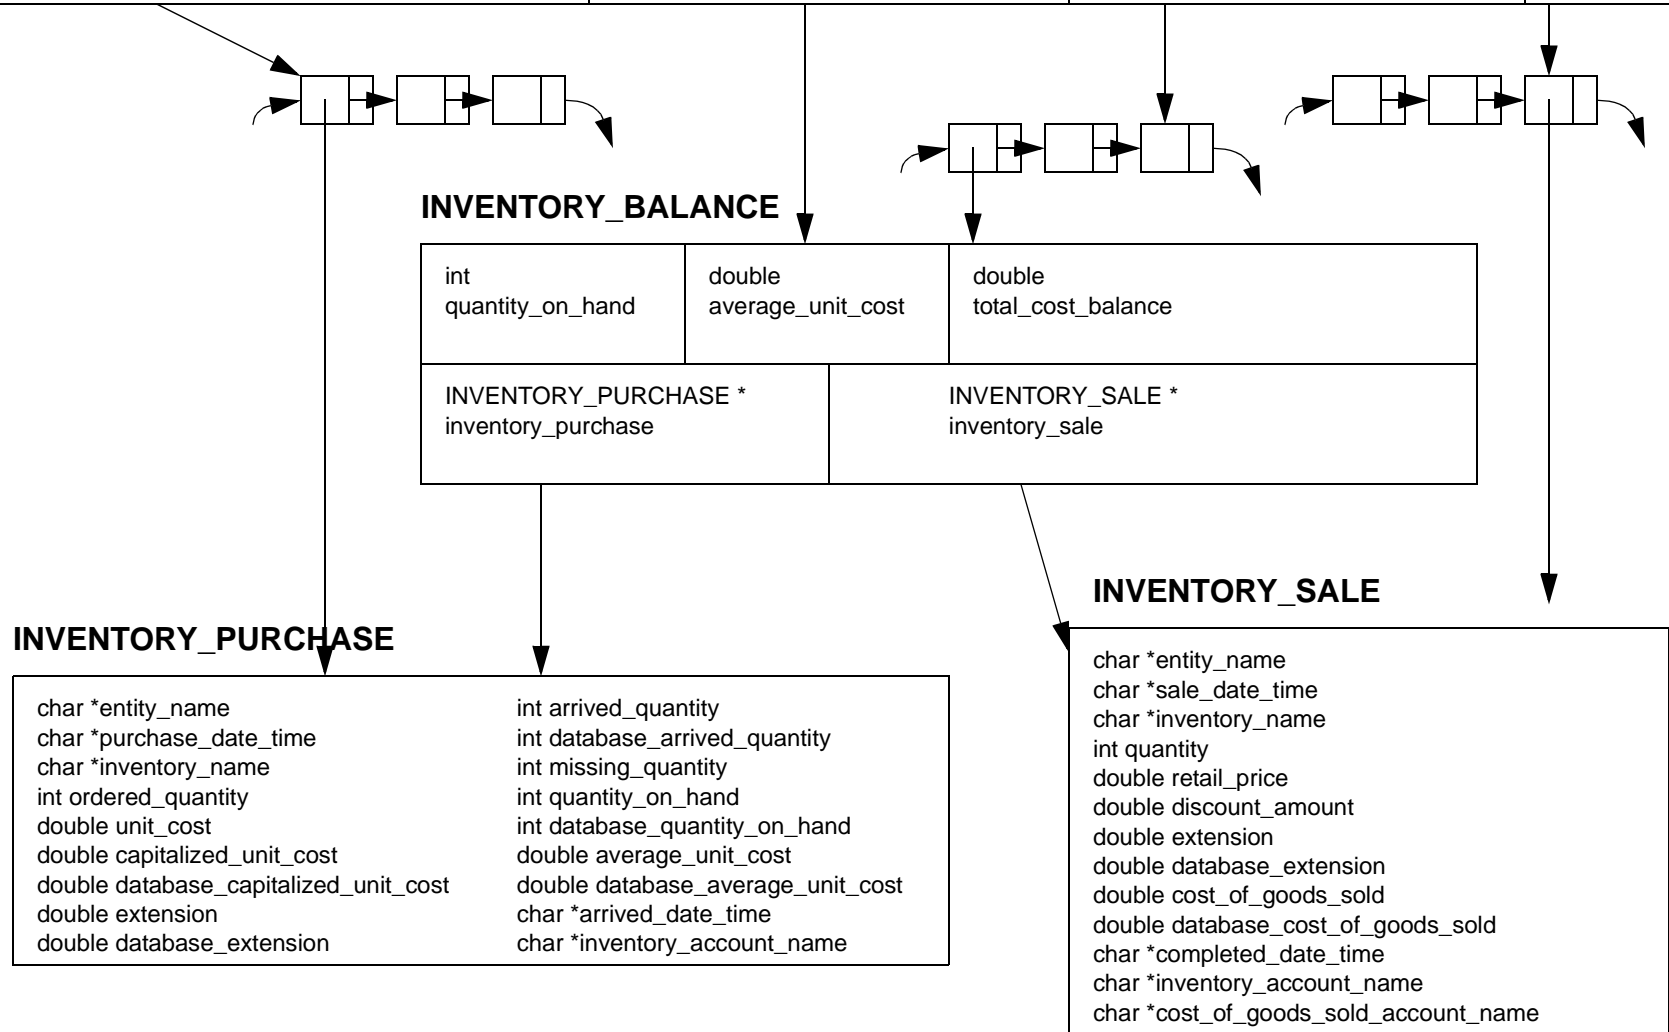 INVENTORY_BALANCE
int
quantity_on_hand
double
average_unit_cost
double
total_cost_balance
INVENTORY_PURCHASE *
inventory_purchase
INVENTORY_SALE *
inventory_sale
INVENTORY_PURCHASE
char *entity_name
char *purchase_date_time
char *inventory_name
int ordered_quantity
double unit_cost
double capitalized_unit_cost
double database_capitalized_unit_cost
double extension
double database_extension
int arrived_quantity
int database_arrived_quantity
int missing_quantity
int quantity_on_hand
int database_quantity_on_hand
double average_unit_cost
double database_average_unit_cost
char *arrived_date_time
char *inventory_account_name
INVENTORY_SALE
char *entity_name
char *sale_date_time
char *inventory_name
int quantity
double retail_price
double discount_amount
double extension
double database_extension
double cost_of_goods_sold
double database_cost_of_goods_sold
char *completed_date_time
char *inventory_account_name
char *cost_of_goods_sold_account_name